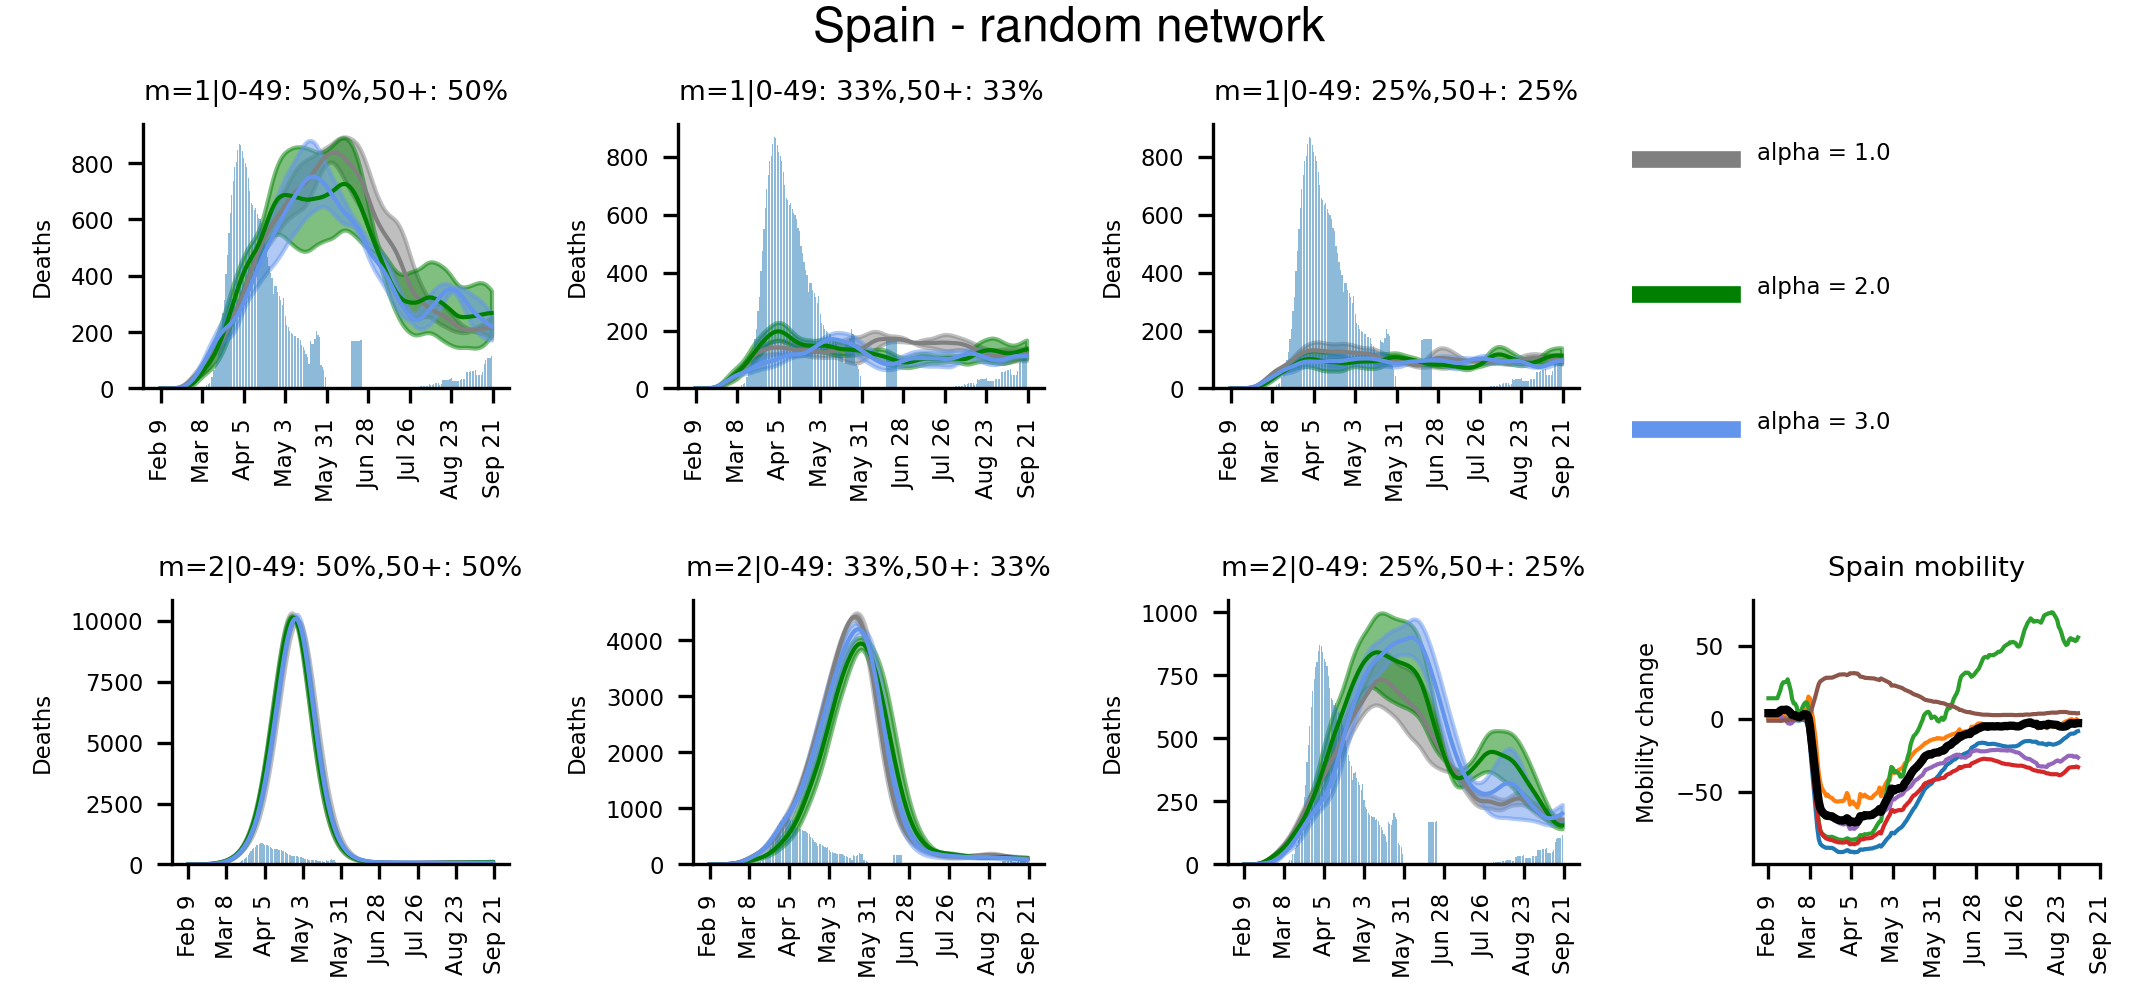 Spain - random network
m=1|0-49: 50%,50+: 50%
m=1|0-49: 33%,50+: 33%
m=1|0-49: 25%,50+: 25%
Deaths
800
600
400
200
0
Feb 9
Mar 8
Apr 5
May 3
May 31
Jun 28
Jul 26
Aug 23
Sep 21
Deaths
800
600
400
200
0
Feb 9
Mar 8
Apr 5
May 3
May 31
Jun 28
Jul 26
Aug 23
Sep 21
Deaths
800
600
400
200
0
Feb 9
Mar 8
Apr 5
May 3
May 31
Jun 28
Jul 26
Aug 23
Sep 21
alpha = 1.0
alpha = 2.0
alpha = 3.0
m=2|0-49: 50%,50+: 50%
m=2|0-49: 33%,50+: 33%
m=2|0-49: 25%,50+: 25%
Spain mobility
Deaths
10000
7500
5000
2500
0
Feb 9
Mar 8
Apr 5
May 3
May 31
Jun 28
Jul 26
Aug 23
Sep 21
Deaths
4000
3000
2000
1000
0
Feb 9
Mar 8
Apr 5
May 3
May 31
Jun 28
Jul 26
Aug 23
Sep 21
Deaths
1000
750
500
250
0
Feb 9
Mar 8
Apr 5
May 3
May 31
Jun 28
Jul 26
Aug 23
Sep 21
Mobility change
50
0
−50
Feb 9
Mar 8
Apr 5
May 3
May 31
Jun 28
Jul 26
Aug 23
Sep 21